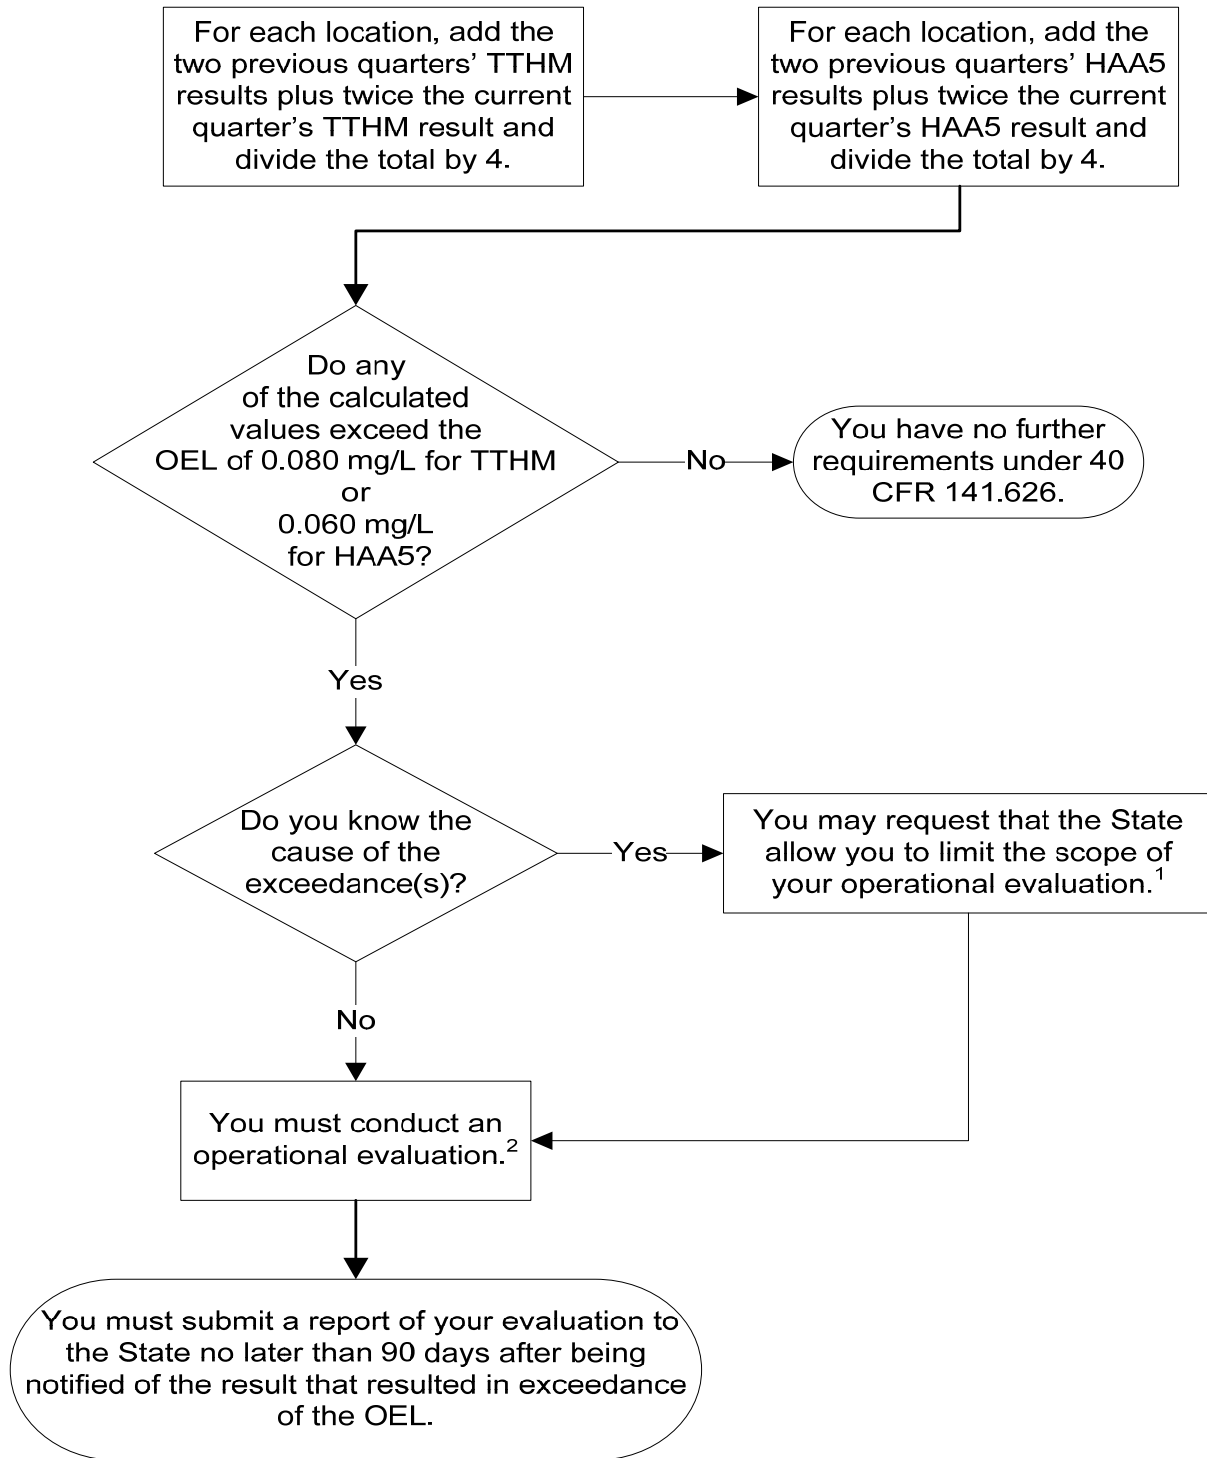 For each location, add the
two previous quarters’ TTHM
results plus twice the current
quarter’s TTHM result and
divide the total by 4.
For each location, add the
two previous quarters’ HAA5
results plus twice the current
quarter’s HAA5 result and
divide the total by 4.
Do any
of the calculated
values exceed the
OEL of 0.080 mg/L for TTHM
or
0.060 mg/L
for HAA5?
No
You have no further
requirements under 40
CFR 141.626.
Yes
Do you know the
cause of the
exceedance(s)?
Yes
You may request that the State
allow you to limit the scope of
your operational evaluation.¹
No
You must conduct an
operational evaluation.²
You must submit a report of your evaluation to
the State no later than 90 days after being
notified of the result that resulted in exceedance
of the OEL.